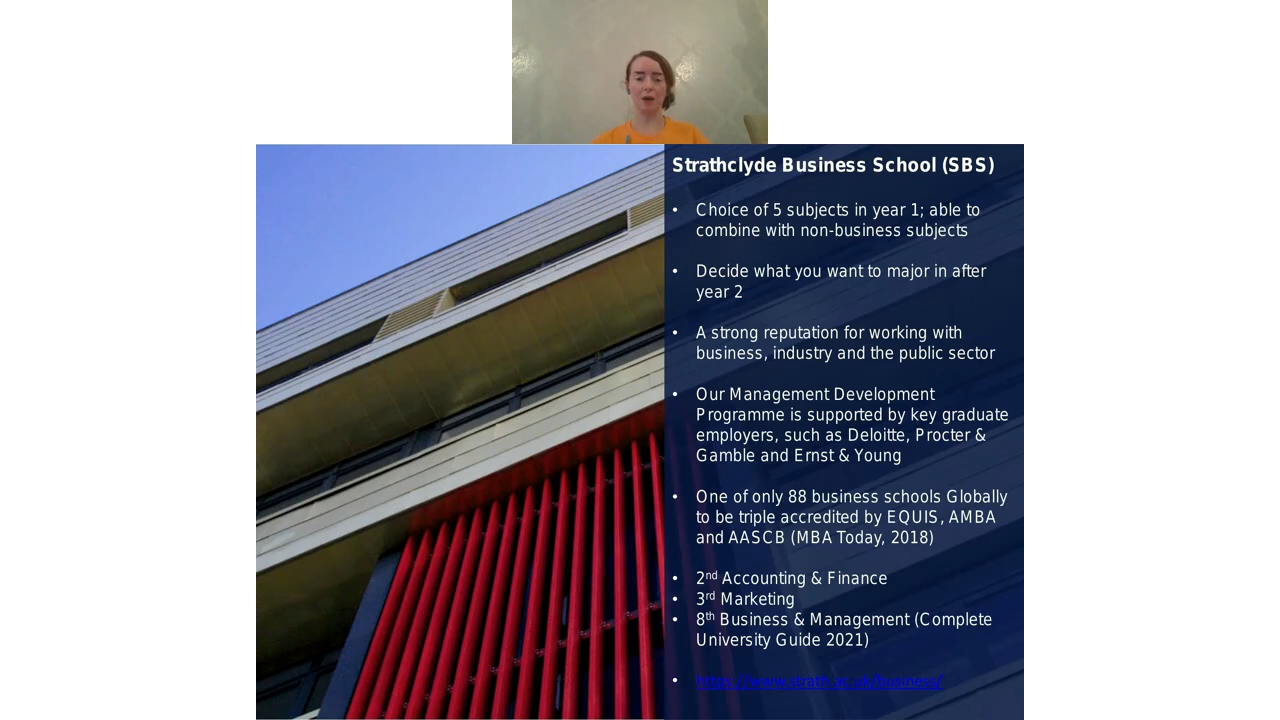 Strathclyde Business School (SBS)
• Choice of 5 subjects in year 1; able to
combine with non-business subjects
• Decide what you want to major in after
year 2
• A strong reputation for working with
business, industry and the public sector
• Our Management Development
Programme is supported by key graduate
employers, such as Deloitte, Procter &
Gamble and Ernst & Young
• One of only 88 business schools Globally
to be triple accredited by EQUIS, AMBA
and AASCB (MBA Today, 2018)
• 2nd Accounting & Finance
• 3rd Marketing
• 8th Business & Management (Complete
University Guide 2021)
• https://www.strath.ac.uk/business/